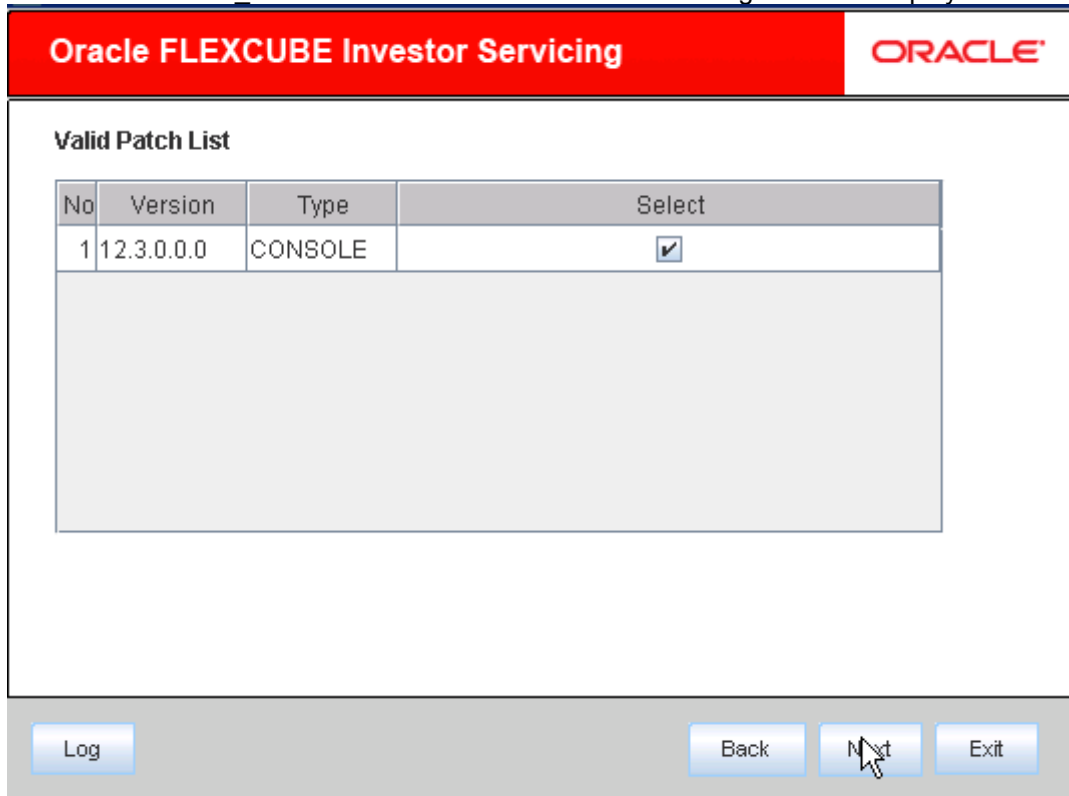 Oracle FLEXCUBE Investor Servicing ORACLE
Valid Patch List
No Version Type Select
1 12.3.0.0.0 CONSOLE
Log Back Next Exit